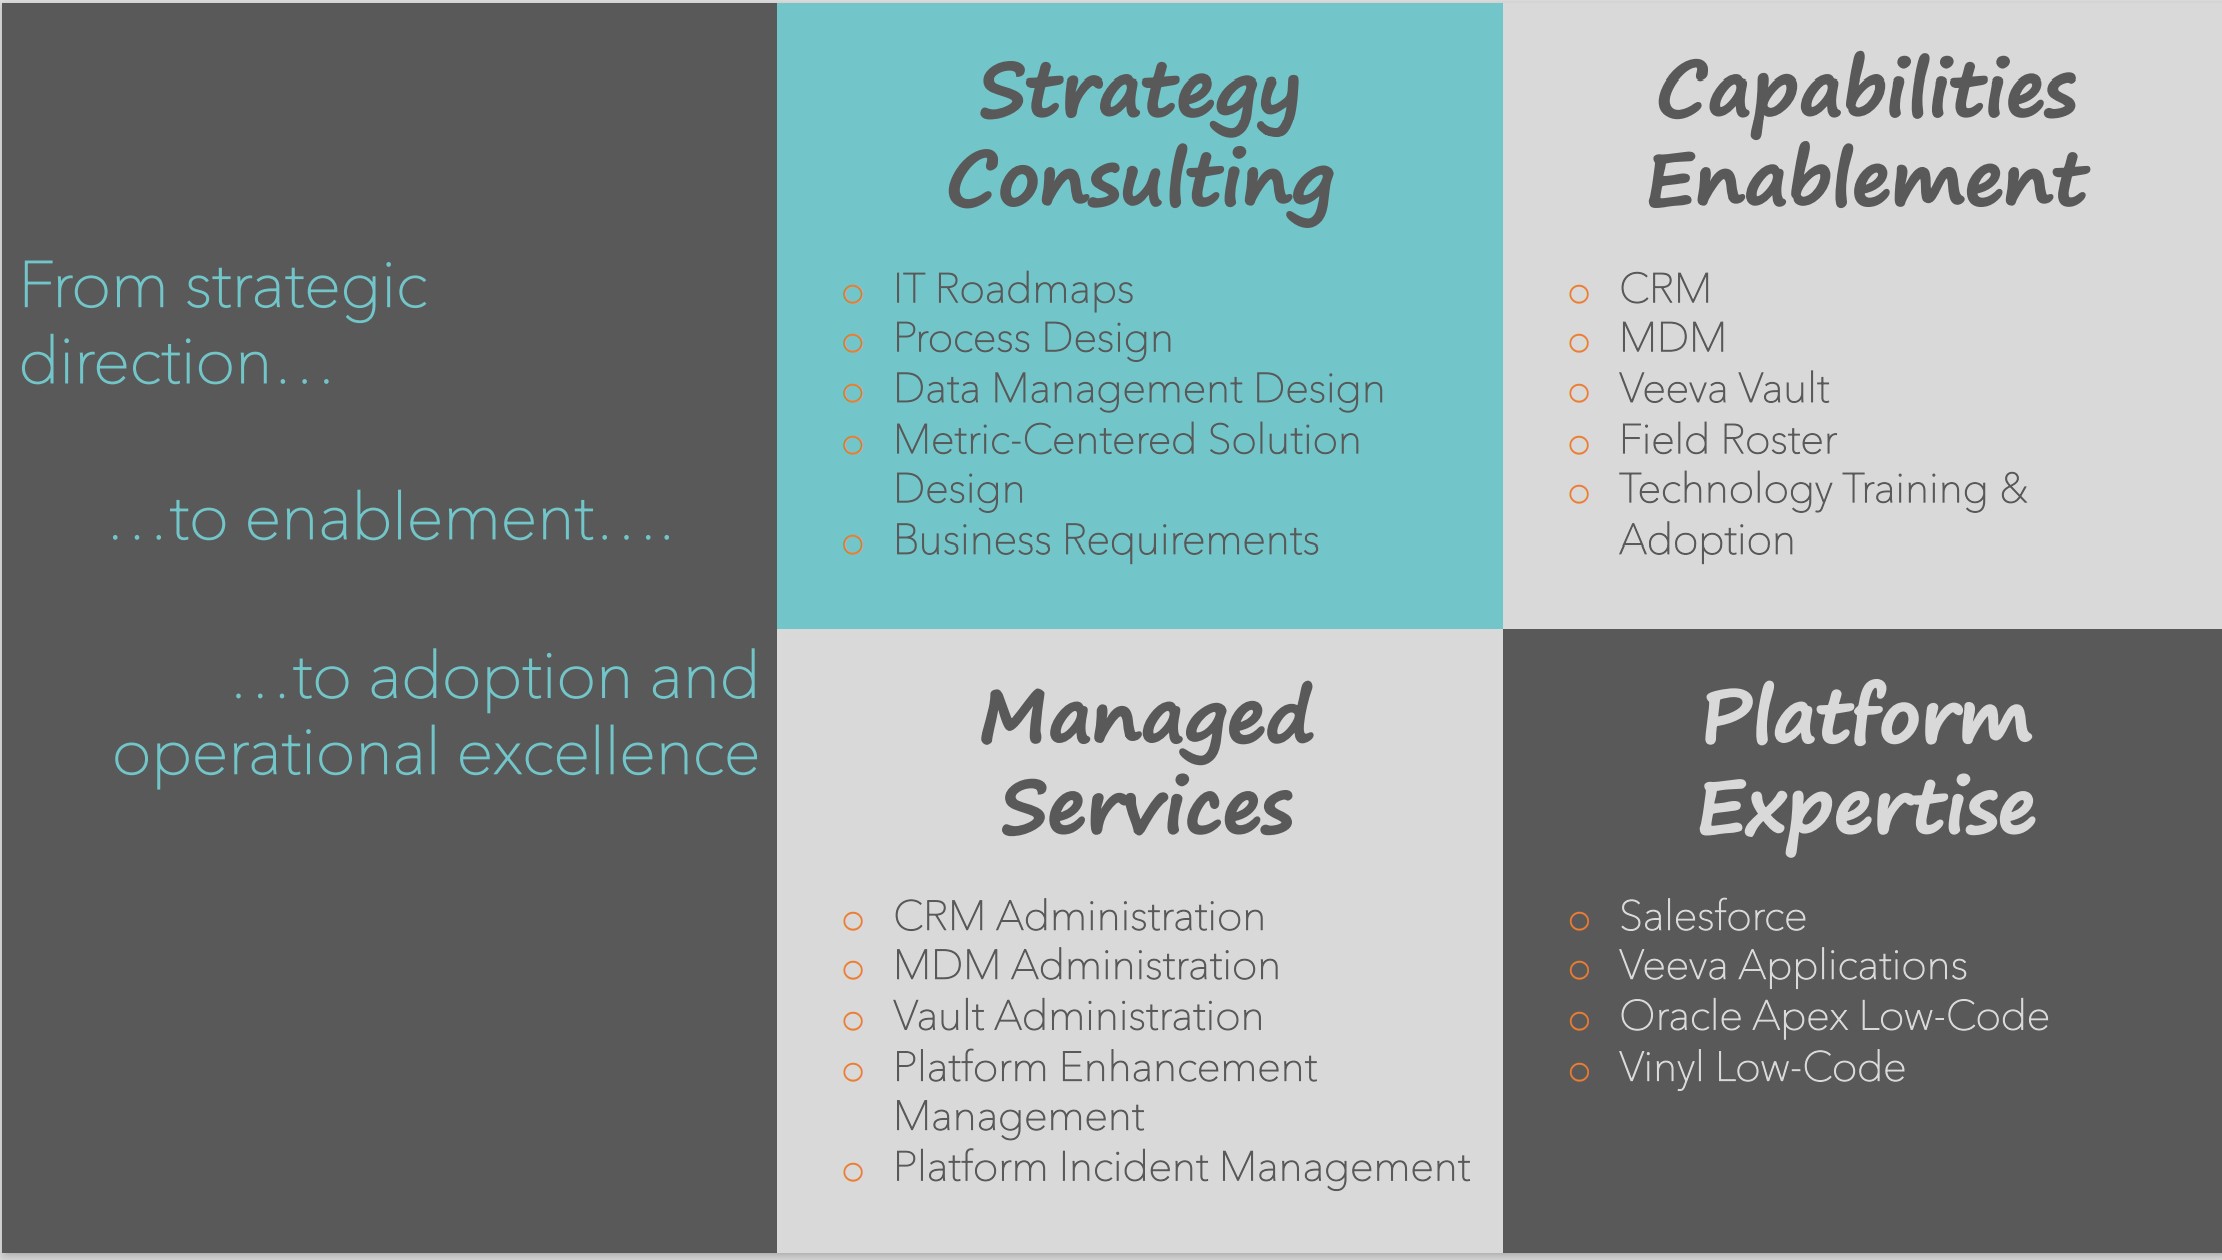 From strategic
direction…
…to enablement….
…to adoption and
operational excellence
Strategy
Consulting
o IT Roadmaps
o Process Design
o Data Management Design
o Metric-Centered Solution
Design
o Business Requirements
Capabilities
Enablement
o CRM
o MDM
o Veeva Vault
o Field Roster
o Technology Training &
Adoption
Managed
Services
o CRM Administration
o MDM Administration
o Vault Administration
o Platform Enhancement
Management
o Platform Incident Management
Platform
Expertise
o Salesforce
o Veeva Applications
o Oracle Apex Low-Code
o Vinyl Low-Code